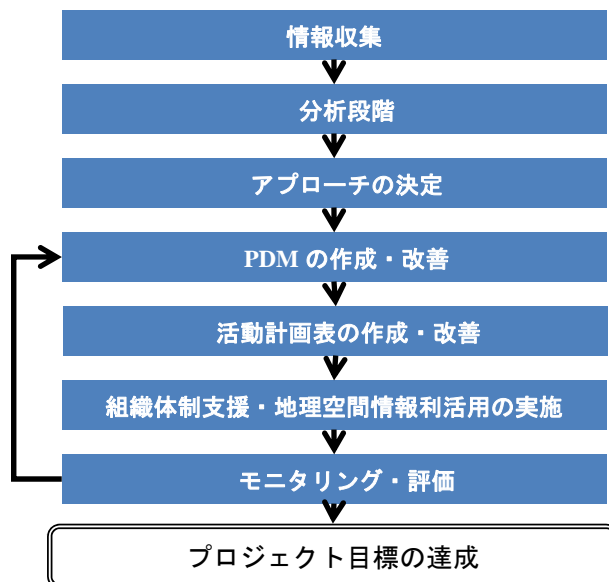 情報収集
分析段階
アプローチの決定
PDM の作成・改善
活動計画表の作成・改善
組織体制支援・地理空間情報利活用の実施
モニタリング・評価
プロジェクト目標の達成